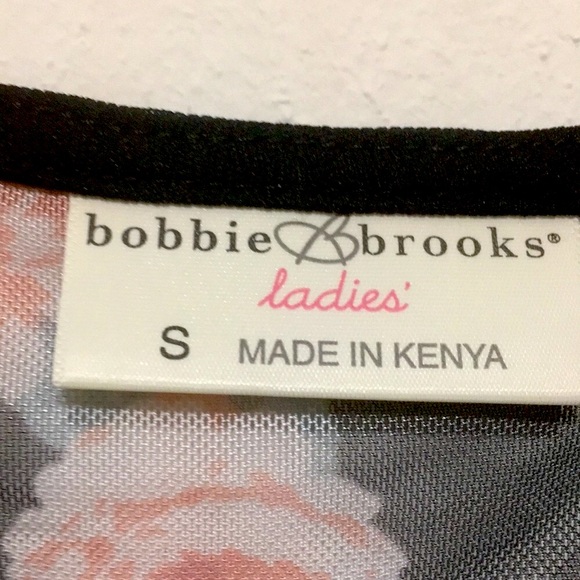 bobbie B brooks®
ladies'
S MADE IN KENYA